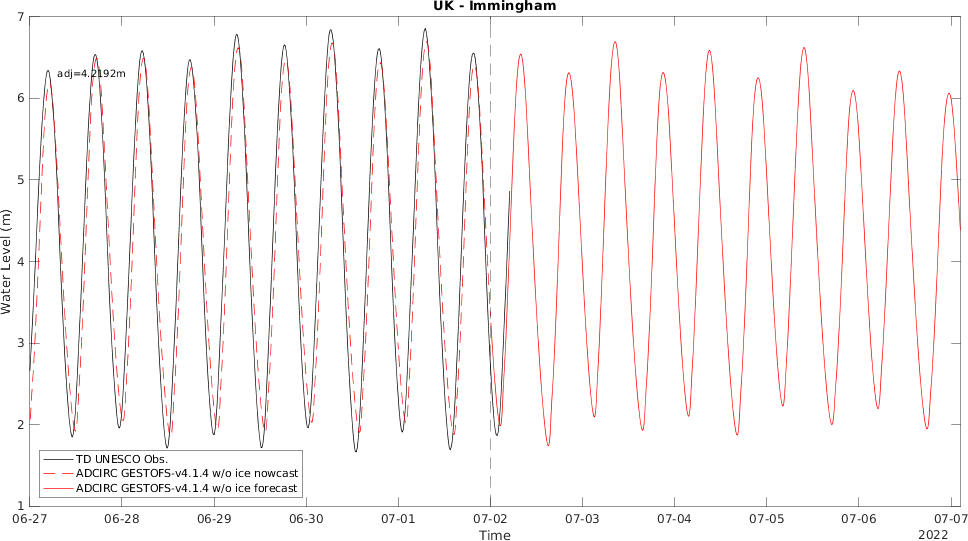 UK - Immingham
7
adj=4.2192m
6
5
Water Level (m)
4
3
2
TD UNESCO Obs.
ADCIRC GESTOFS-v4.1.4 w/o ice nowcast
ADCIRC GESTOFS-v4.1.4 w/o ice forecast
1
06-27 06-28 06-29 06-30 07-01 07-02 07-03 07-04 07-05 07-06 07-07
Time
2022